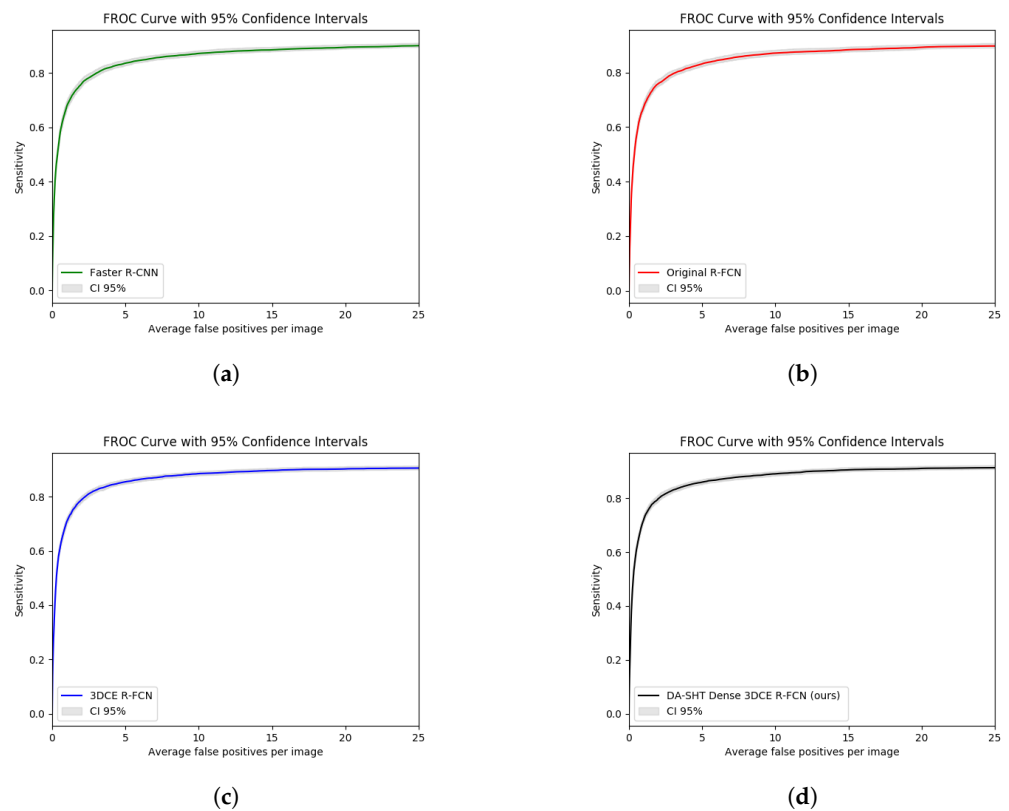 FROC Curve with 95% Confidence Intervals
0.8
0.6
0.4
0.2
0.0
Sensitivity
Faster R-CNN
CI 95%
0 5 10 15 20 25
Average false positives per image
(a)
FROC Curve with 95% Confidence Intervals
0.8
0.6
0.4
0.2
0.0
Sensitivity
Original R-FCN
CI 95%
0 5 10 15 20 25
Average false positives per image
(b)
FROC Curve with 95% Confidence Intervals
0.8
0.6
0.4
0.2
0.0
Sensitivity
3DCE R-FCN
CI 95%
0 5 10 15 20 25
Average false positives per image
(c)
FROC Curve with 95% Confidence Intervals
0.8
0.6
0.4
0.2
0.0
Sensitivity
DA-SHT Dense 3DCE R-FCN (ours)
CI 95%
0 5 10 15 20 25
Average false positives per image
(d)